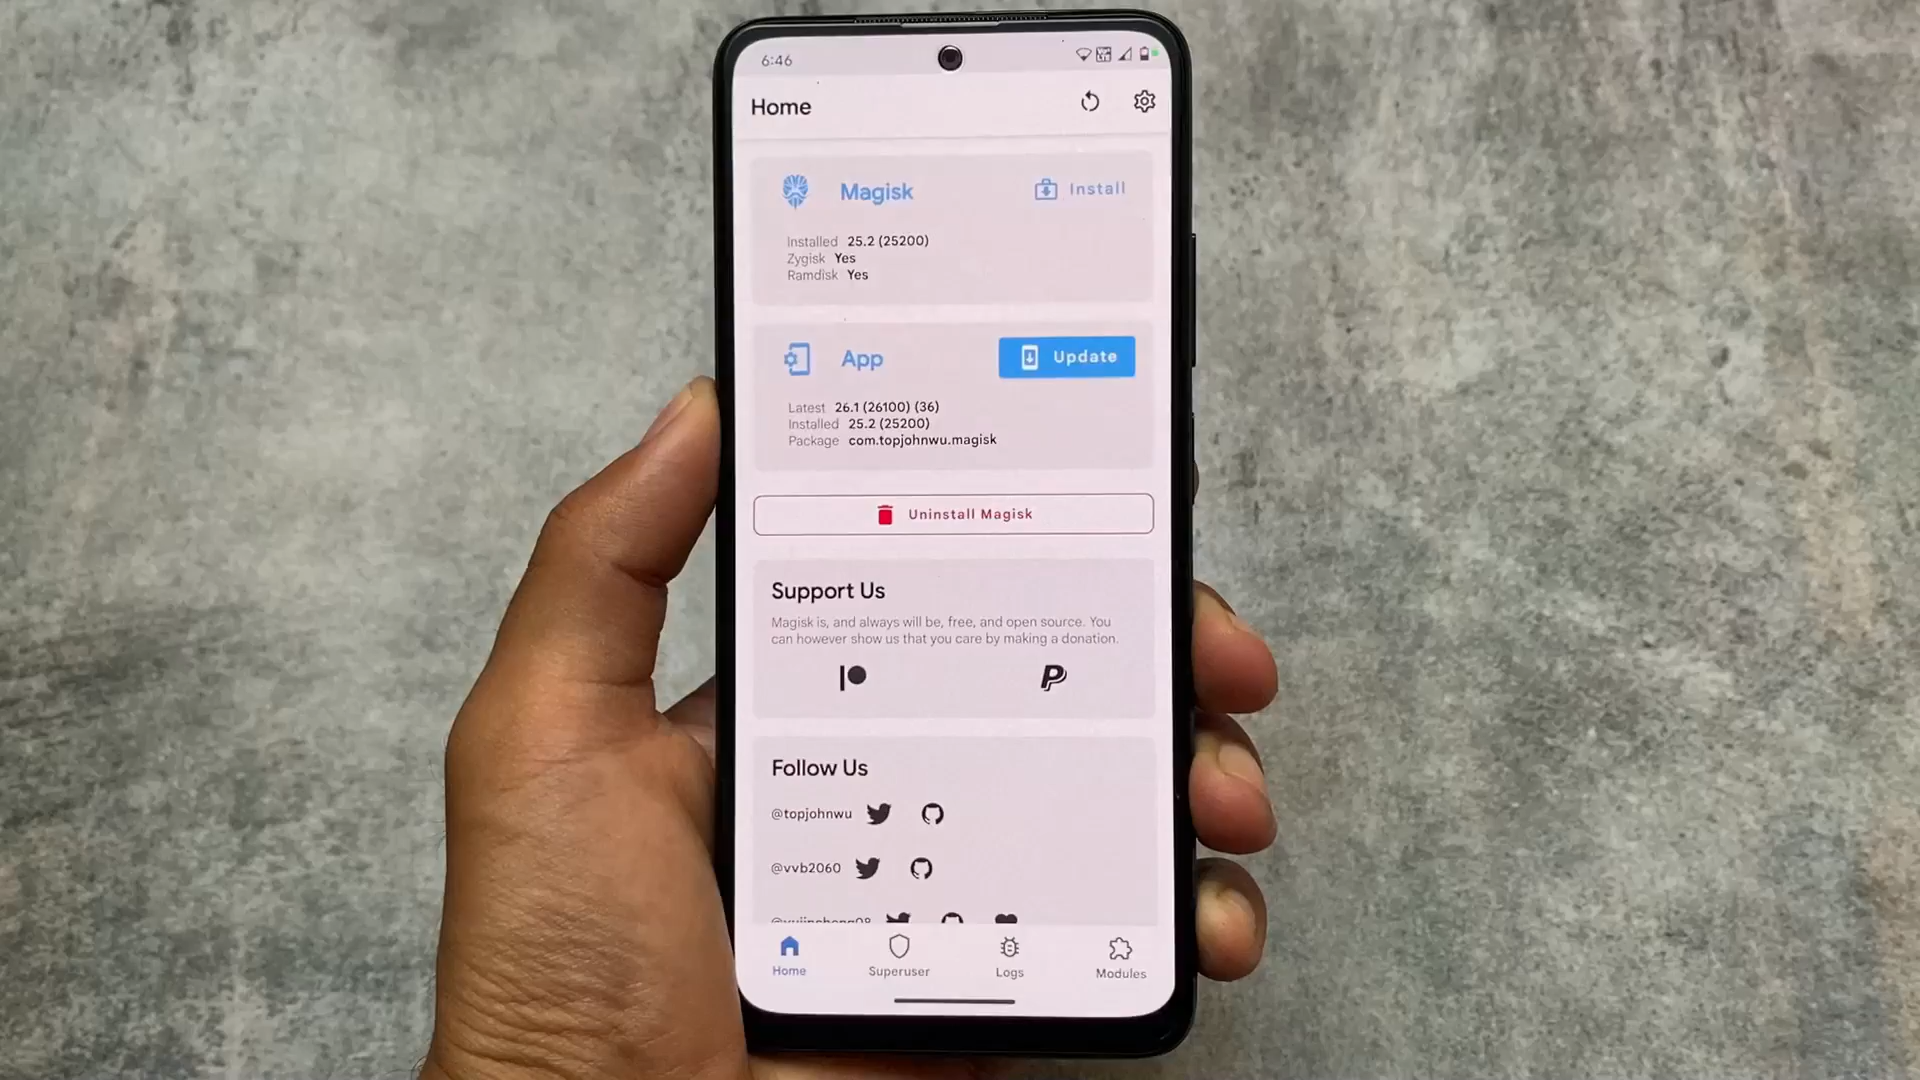 6:46
Home
Magisk
Install
Installed 25.2 (25200)
Zygisk Yes
Ramdisk Yes
App
Update
Latest 26.1 (26100) (36)
Installed 25.2 (25200)
Package com.topjohnwu.magisk
Uninstall Magisk
Support Us
Magisk is, and always will be, free, and open source. You
can however show us that you care by making a donation.
Follow Us
@topjohnwu
@vvb2060
Home
Superuser
Logs
Modules